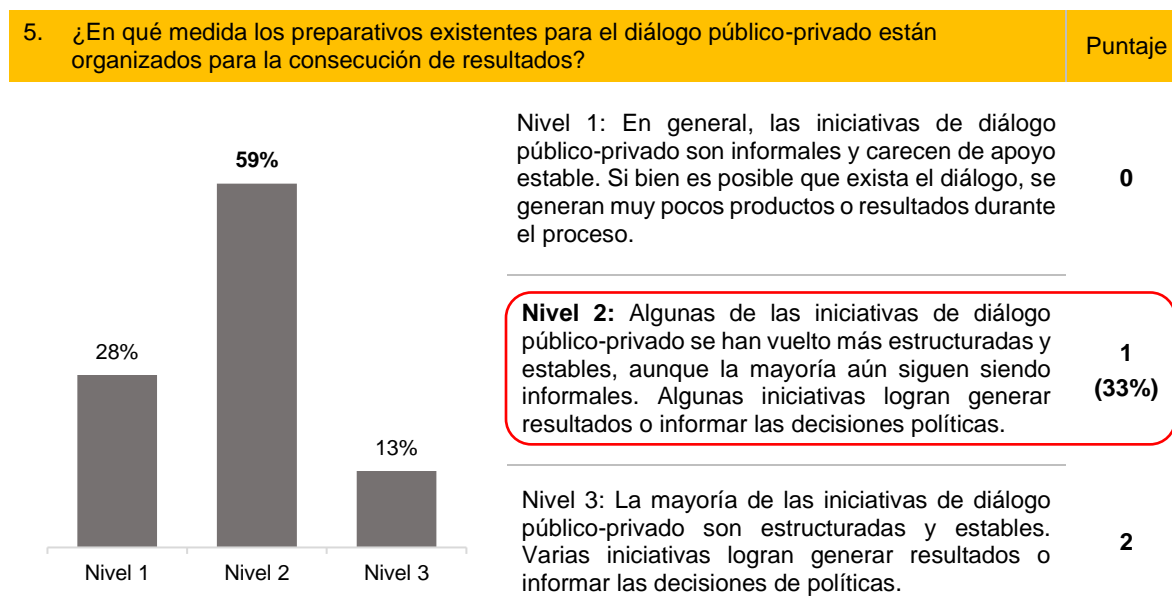 5. ¿En qué medida los preparativos existentes para el diálogo público-privado están
organizados para la consecución de resultados?
Puntaje
59%
28%
13%
Nivel 1
Nivel 2
Nivel 3
Nivel 1: En general, las iniciativas de diálogo
público-privado son informales y carecen de apoyo
estable. Si bien es posible que exista el diálogo, se
generan muy pocos productos o resultados durante
el proceso.
0
Nivel 2: Algunas de las iniciativas de diálogo
público-privado se han vuelto más estructuradas y
estables, aunque la mayoría aún siguen siendo
informales. Algunas iniciativas logran generar
resultados o informar las decisiones políticas.
1
(33%)
Nivel 3: La mayoría de las iniciativas de diálogo
público-privado son estructuradas y estables.
Varias iniciativas logran generar resultados o
informar las decisiones de políticas.
2